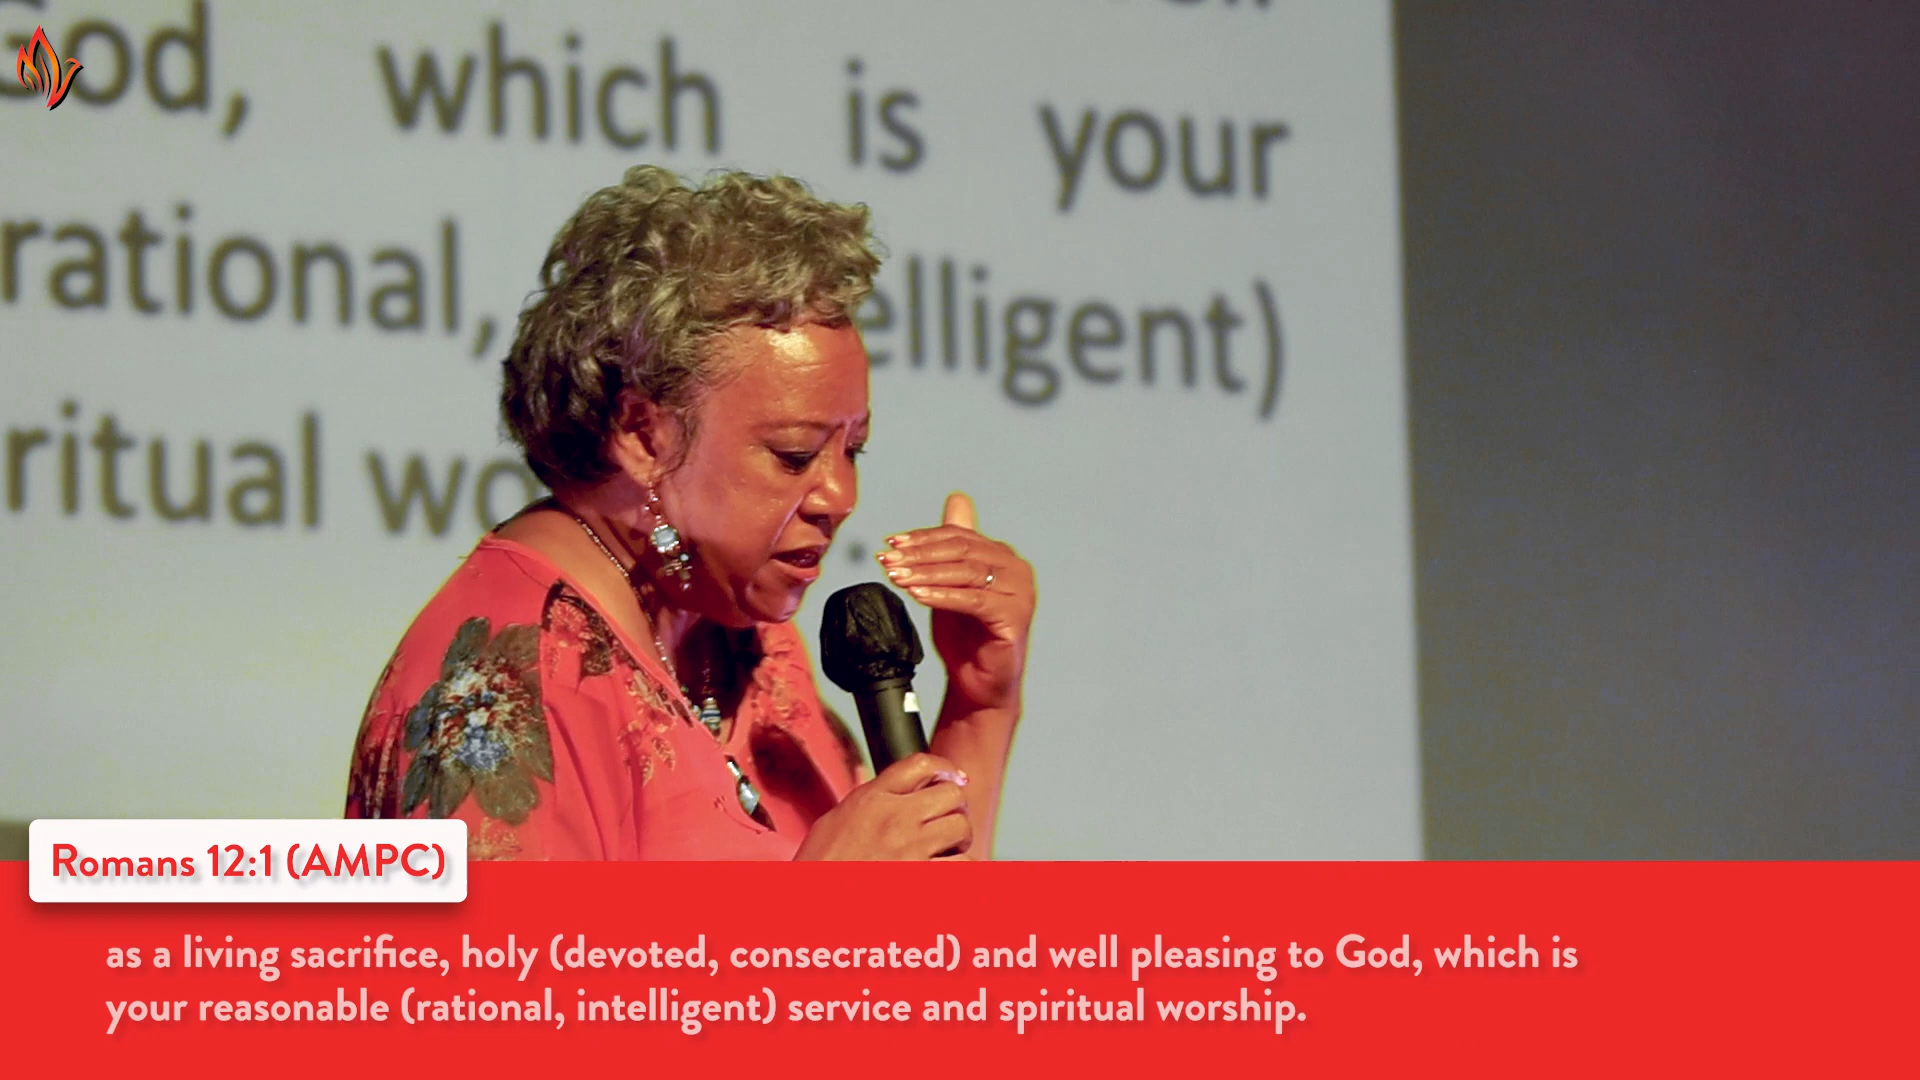 God, which is your
rational, elligent)
ritual wo .
Romans 12:1 (AMPC)
as a living sacrifice, holy (devoted, consecrated) and well pleasing to God, which is
your reasonable (rational, intelligent) service and spiritual worship.